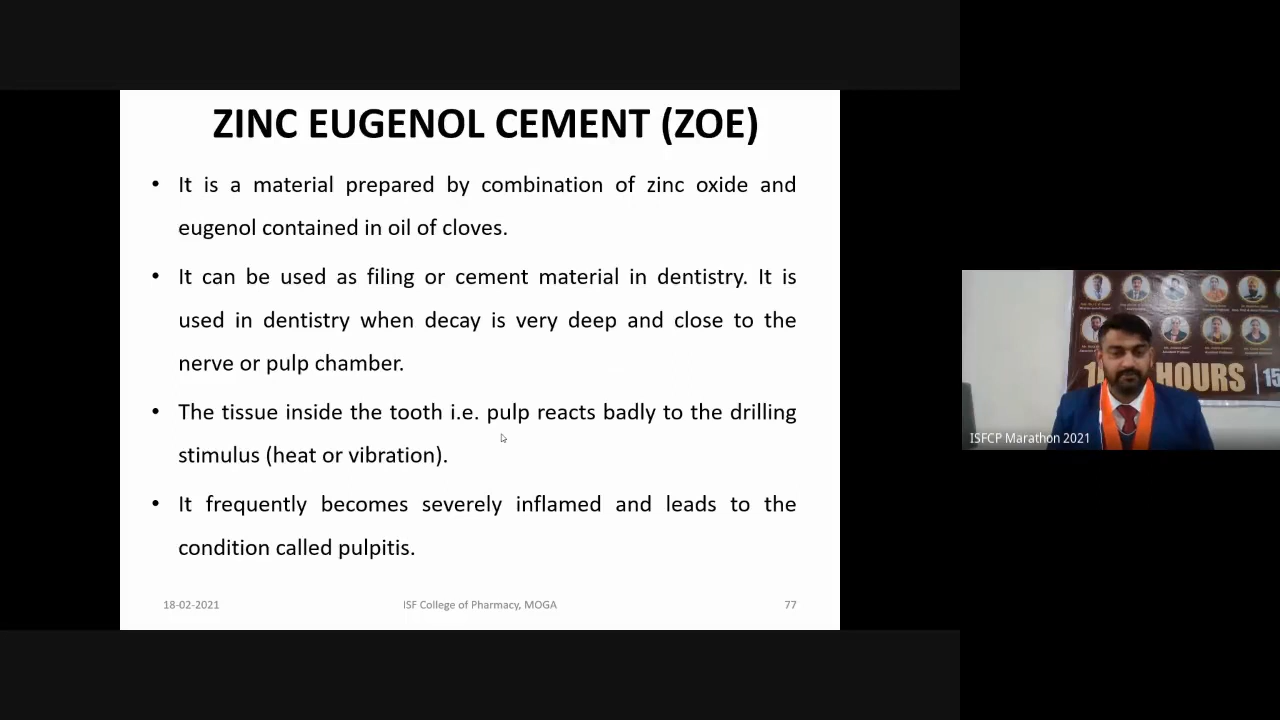 ZINC EUGENOL CEMENT (ZOE)
• It is a material prepared by combination of zinc oxide and
eugenol contained in oil of cloves.
• It can be used as filing or cement material in dentistry. It is
used in dentistry when decay is very deep and close to the
nerve or pulp chamber.
• The tissue inside the tooth i.e. pulp reacts badly to the drilling
stimulus (heat or vibration).
• It frequently becomes severely inflamed and leads to the
condition called pulpitis.
18-02-2021
ISF College of Pharmacy, MOGA
77
HOURS
15
ISFCP Marathon 2021